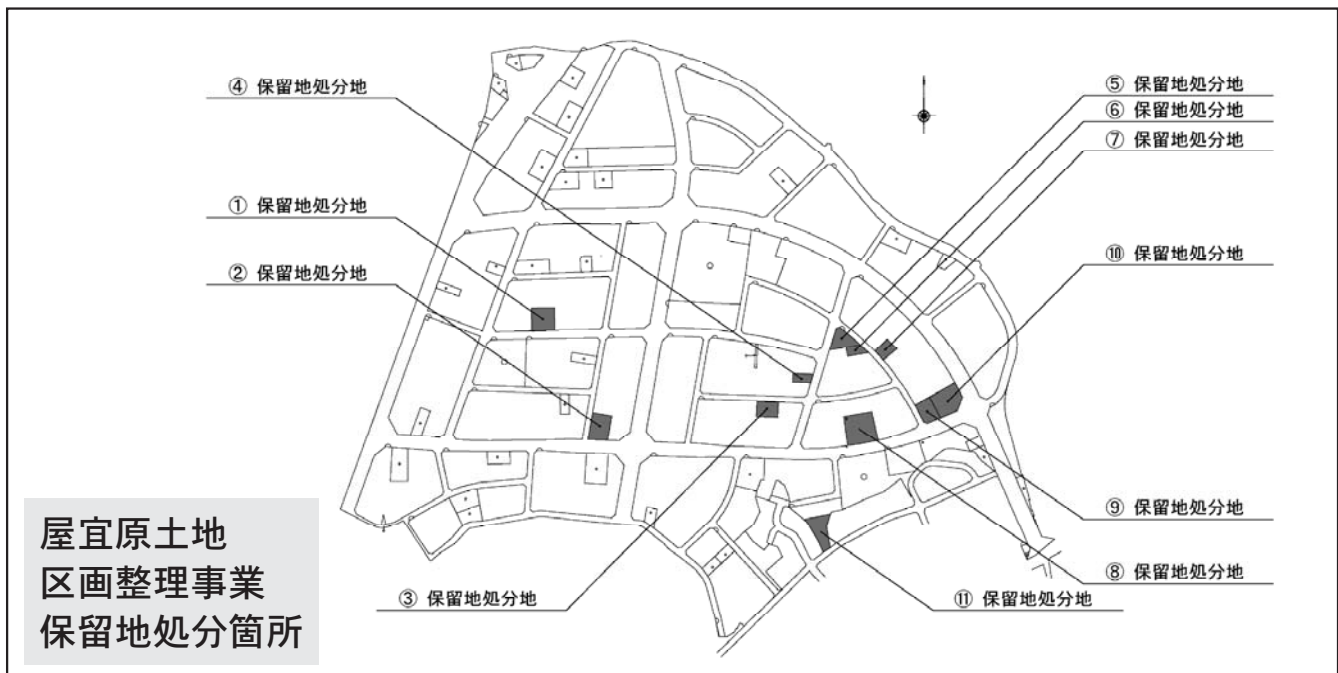 ④ 保留地処分地
⑤ 保留地処分地
⑥ 保留地処分地
⑦ 保留地処分地
① 保留地処分地
② 保留地処分地
⑩ 保留地処分地
⑨ 保留地処分地
⑧ 保留地処分地
③ 保留地処分地
⑪ 保留地処分地
屋宜原土地
区画整理事業
保留地処分箇所